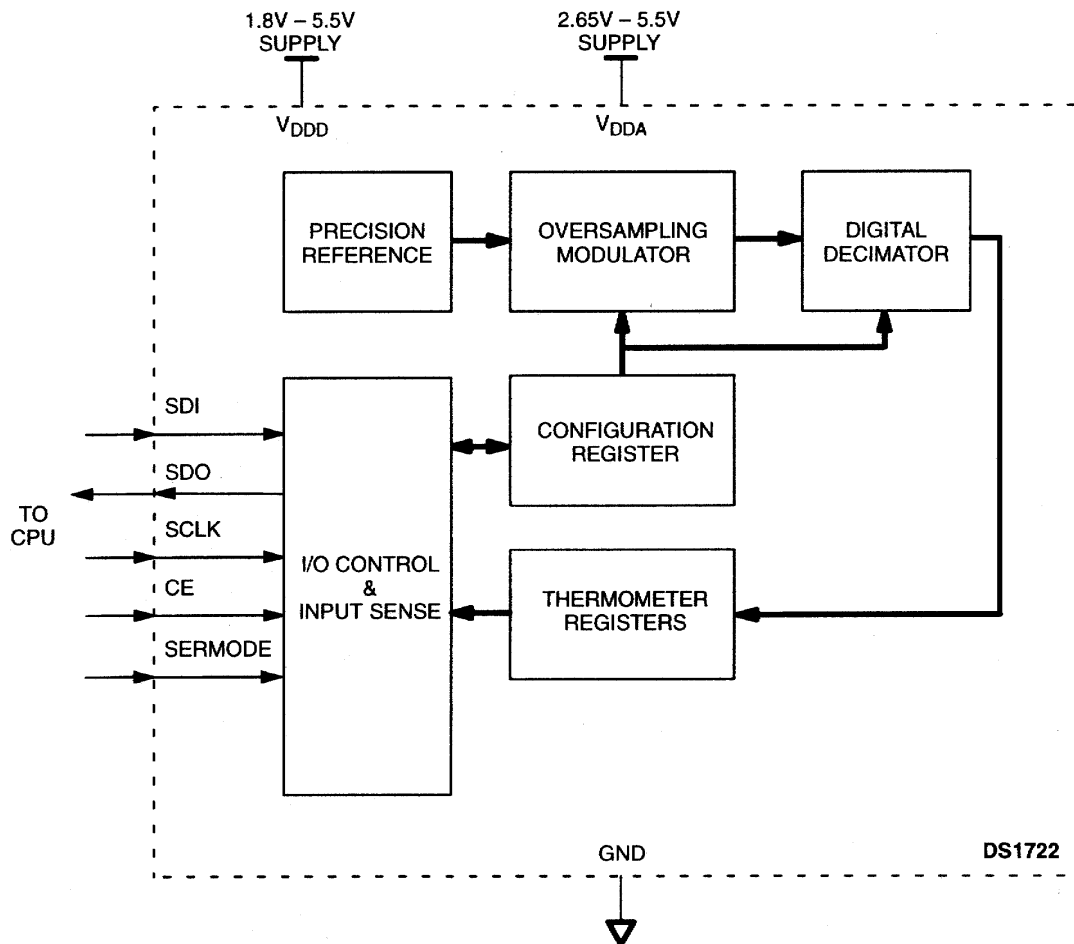 1.8V – 5.5V
SUPPLY
2.65V – 5.5V
SUPPLY
VDDD
VDDA
PRECISION
REFERENCE
OVERSAMPLING
MODULATOR
DIGITAL
DECIMATOR
SDI
SDO
TO
CPU
SCLK
CE
SERMODE
I/O CONTROL
&
INPUT SENSE
CONFIGURATION
REGISTER
THERMOMETER
REGISTERS
GND
DS1722